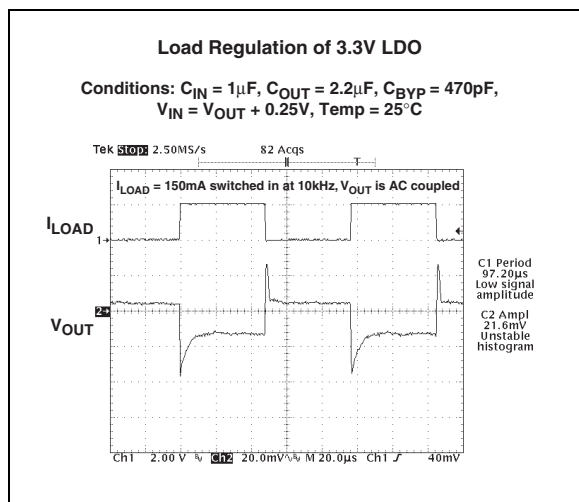 Load Regulation of 3.3V LDO
Conditions: CIN = 1μF, COUT = 2.2μF, CBYP = 470pF,
VIN = VOUT + 0.25V, Temp = 25°C
Tek Stop: 2.50MS/s 82 Acqs
T
ILOAD = 150mA switched in at 10kHz, VOUT is AC coupled
ILOAD
1
C1 Period
97.20μs
Low signal
amplitude
2
VOUT
C2 Ampl
21.6mV
Unstable
histogram
Ch1 2.00 V Ch2 20.0mV M 20.0μs Ch1 40mV